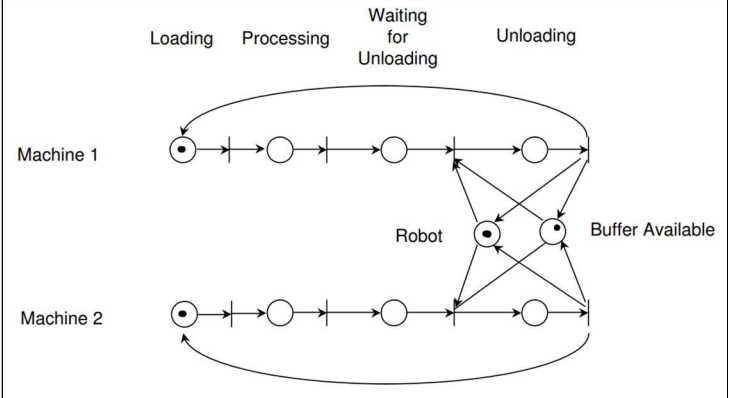 Waiting
for
Unloading
Loading Processing Unloading
Machine 1
Robot
Buffer Available
Machine 2